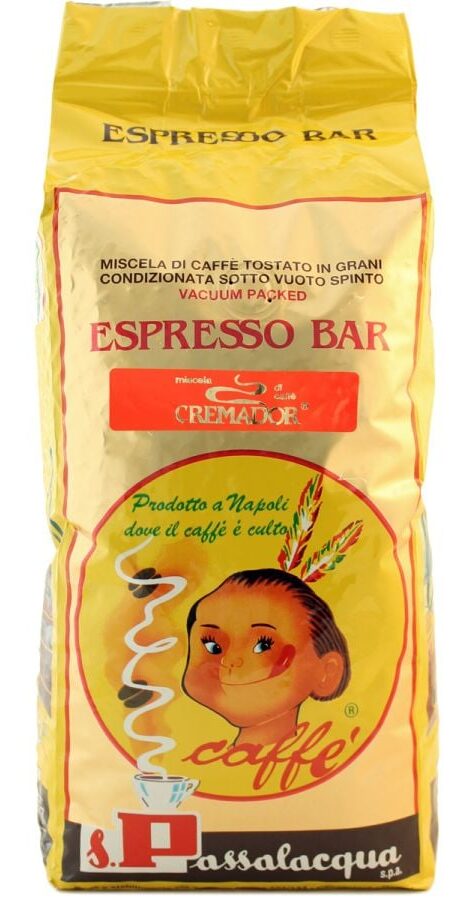 ESPRESSO BAR
MISCELA DI CAFFÈ TOSTATO IN GRANI
CONDIZIONATA SOTTO VUOTO SPINTO
VACUUM PACKED
ESPRESSO BAR
miscela di caffè
CREMADOR®
Prodotto a Napoli
dove il caffé é culto
®
caffè
S. Passalacqua
s.p.a.